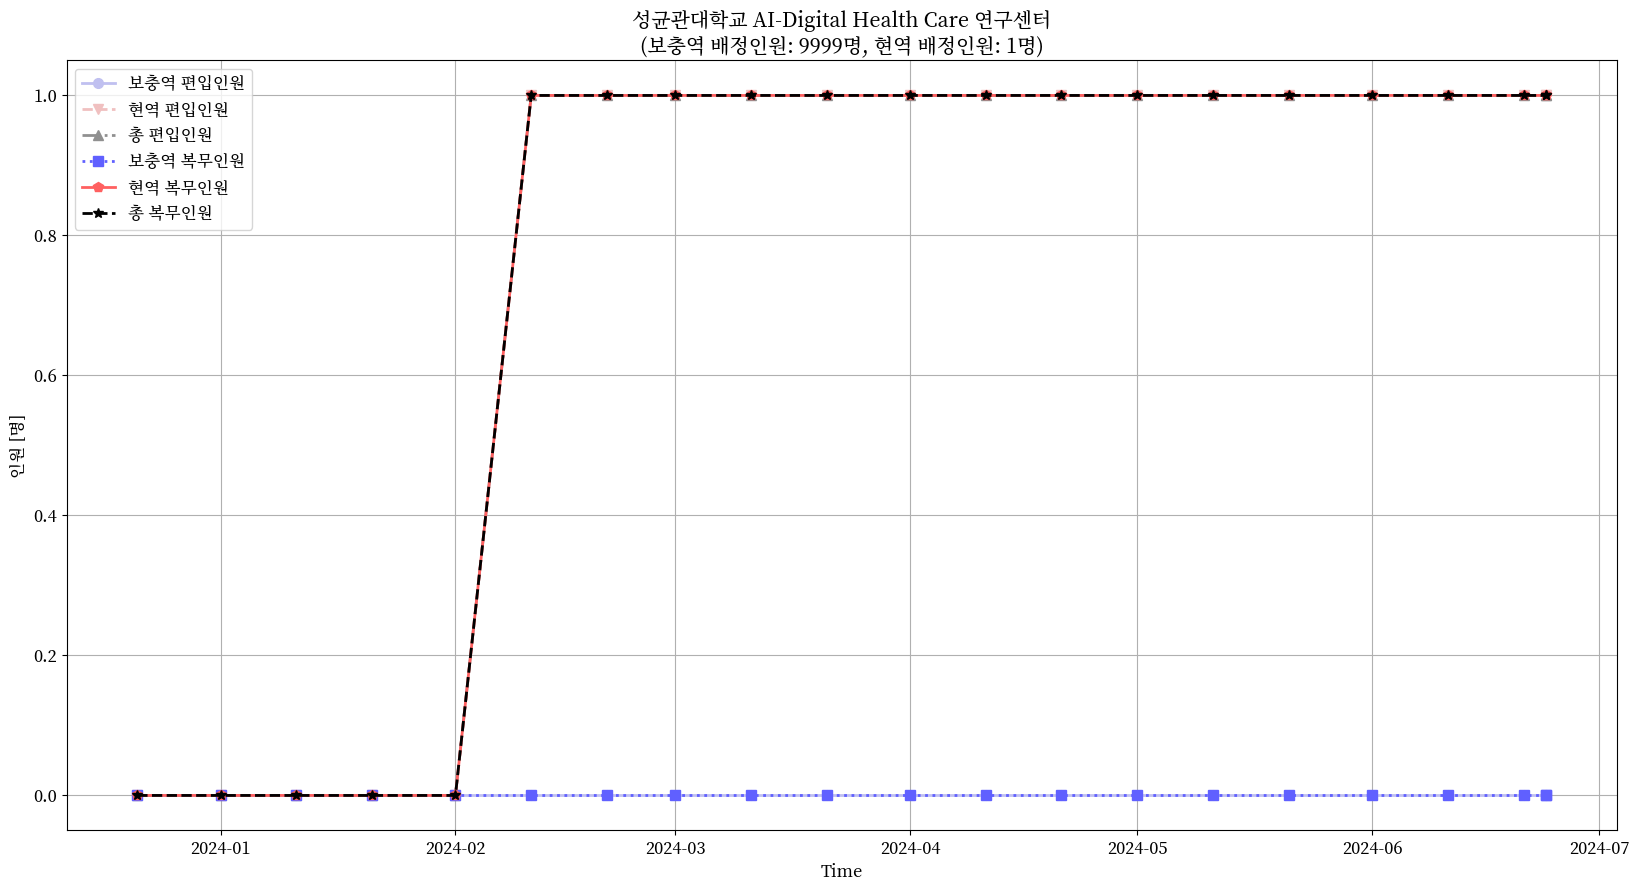 성균관대학교 AI-Digital Health Care 연구센터
(보충역 배정인원: 9999명, 현역 배정인원: 1명)
보충역 편입인원
현역 편입인원
총 편입인원
보충역 복무인원
현역 복무인원
총 복무인원
인원 [명]
1.0
0.8
0.6
0.4
0.2
0.0
2024-01 2024-02 2024-03 2024-04 2024-05 2024-06 2024-07
Time